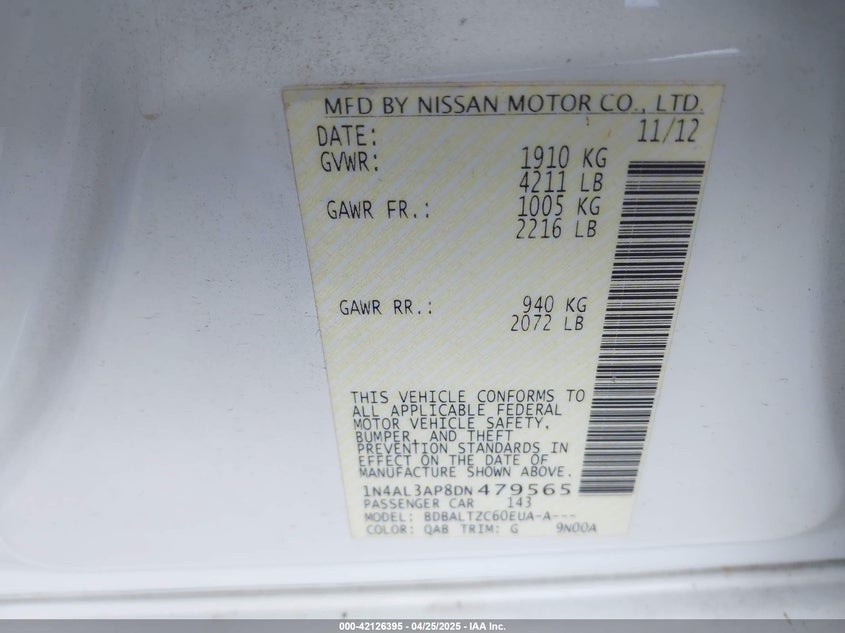 MFD BY NISSAN MOTOR CO., LTD.
DATE: 11/12
GVWR: 1910 KG
4211 LB
GAWR FR.: 1005 KG
2216 LB
GAWR RR.: 940 KG
2072 LB
THIS VEHICLE CONFORMS TO
ALL APPLICABLE FEDERAL
MOTOR VEHICLE SAFETY,
BUMPER, AND THEFT
PREVENTION STANDARDS IN
EFFECT ON THE DATE OF
MANUFACTURE SHOWN ABOVE.
1N4AL3AP8DN479565
PASSENGER CAR 143
MODEL: BDBALTZC60EUA-A---
COLOR: QAB TRIM: G 9N00A
000-42126395 - 04/25/2025 - IAA Inc.